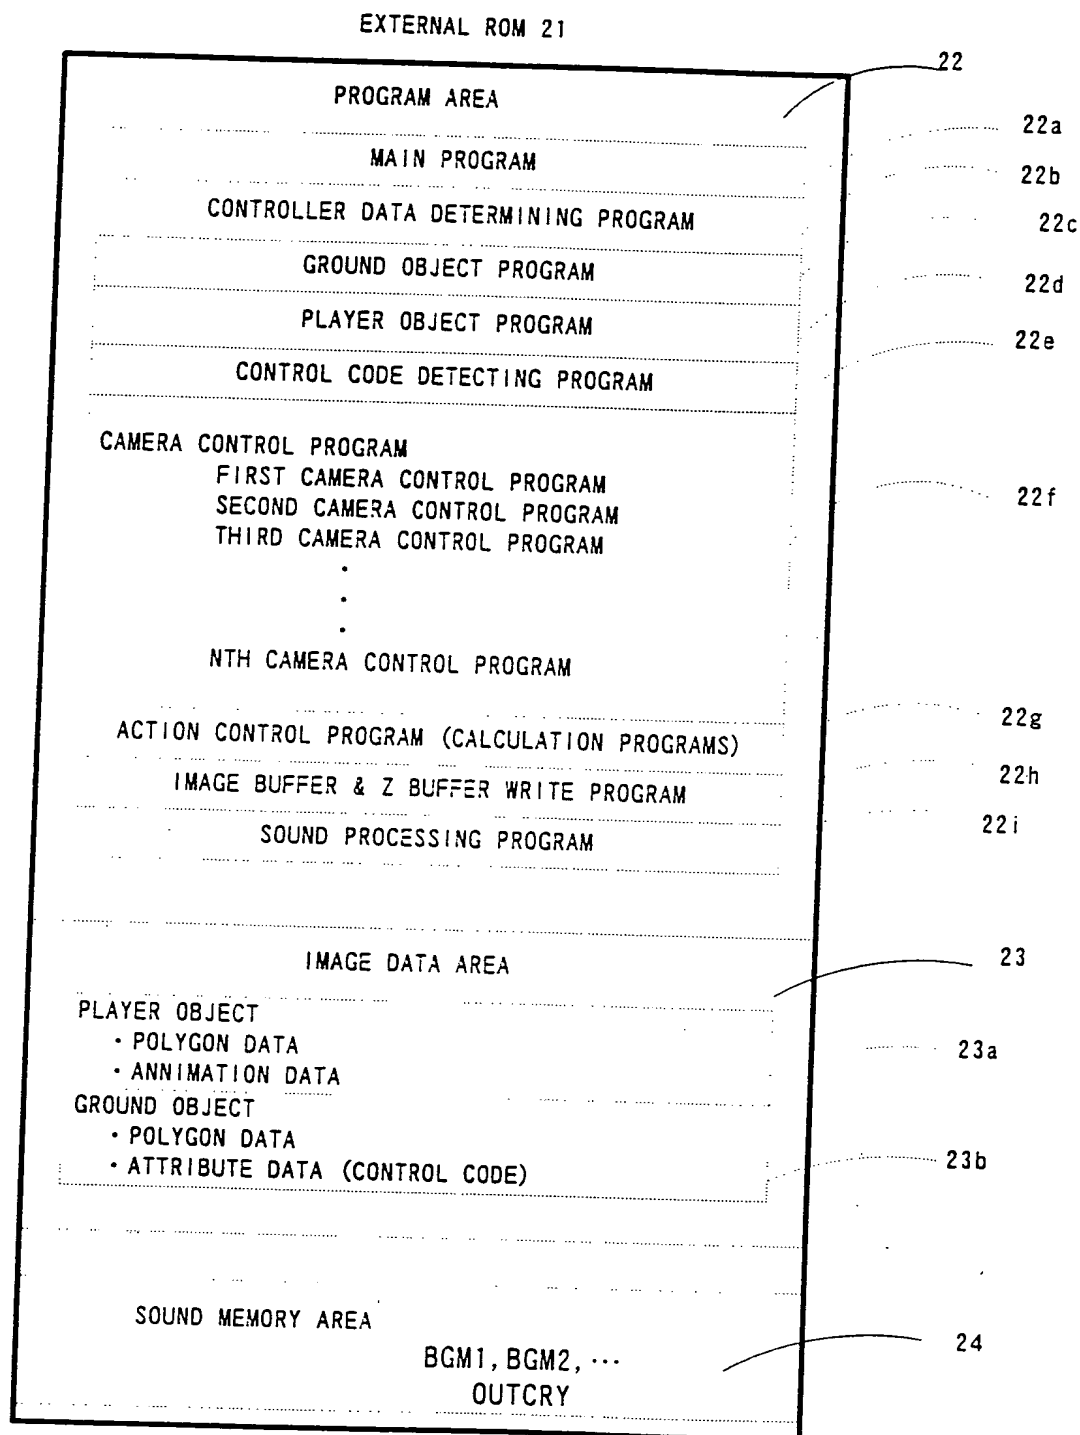 EXTERNAL ROM 21
22
PROGRAM AREA
22a
MAIN PROGRAM
22b
CONTROLLER DATA DETERMINING PROGRAM
22c
GROUND OBJECT PROGRAM
22d
PLAYER OBJECT PROGRAM
22e
CONTROL CODE DETECTING PROGRAM
CAMERA CONTROL PROGRAM
FIRST CAMERA CONTROL PROGRAM
22f
SECOND CAMERA CONTROL PROGRAM
THIRD CAMERA CONTROL PROGRAM
·
·
·
NTH CAMERA CONTROL PROGRAM
22g
ACTION CONTROL PROGRAM (CALCULATION PROGRAMS)
22h
IMAGE BUFFER & Z BUFFER WRITE PROGRAM
22i
SOUND PROCESSING PROGRAM
IMAGE DATA AREA
23
PLAYER OBJECT
· POLYGON DATA
23a
· ANNIMATION DATA
GROUND OBJECT
· POLYGON DATA
· ATTRIBUTE DATA (CONTROL CODE)
23b
SOUND MEMORY AREA
24
BGM1, BGM2, ···
OUTCRY